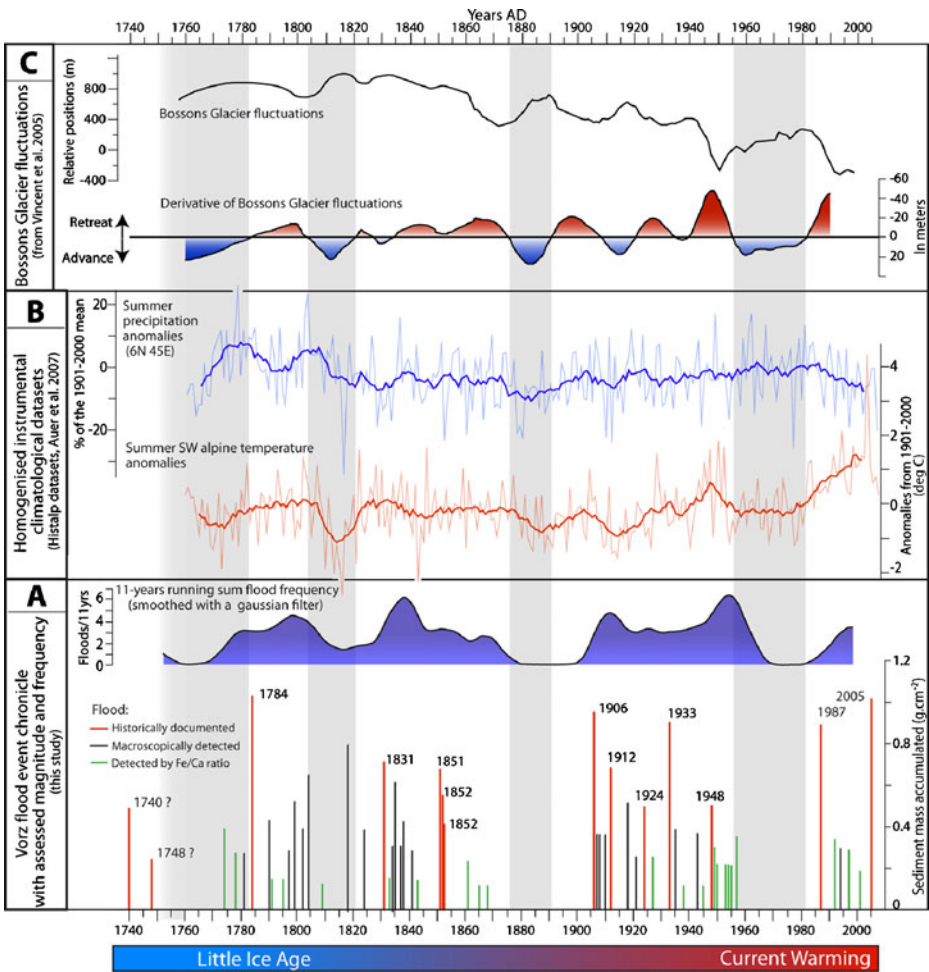 Years AD
1740 1760 1780 1800 1820 1840 1860 1880 1900 1920 1940 1960 1980 2000
C
Bossons Glacier fluctuations
(from Vincent et al. 2005)
Relative positions (m)
800
400
0
-400
Bossons Glacier fluctuations
Derivative of Bossons Glacier fluctuations
Retreat
Advance
-60
-40
-20
0
20
In meters
B
Homogenised instrumental
climatological datasets
(Histalp datasets, Auer et al. 2007)
% of the 1901-2000 mean
20
0
-20
Summer
precipitation
anomalies
(6N 45E)
Summer SW alpine temperature
anomalies
4
2
0
-2
Anomalies from 1901-2000
(deg C)
A
Vorz flood event chronicle
with assessed magnitude and frequency
(this study)
Floods/11yrs
6
4
2
0
11-years running sum flood frequency
(smoothed with a gaussian filter)
Flood:
Historically documented
Macroscopically detected
Detected by Fe/Ca ratio
1740 ?
1748 ?
1784
1831
1851
1852
1852
1906
1912
1924
1933
1948
1987
2005
1.2
0.8
0.4
0
Sediment mass accumulated (g.cm-2)
1740 1760 1780 1800 1820 1840 1860 1880 1900 1920 1940 1960 1980 2000
Little Ice Age
Current Warming